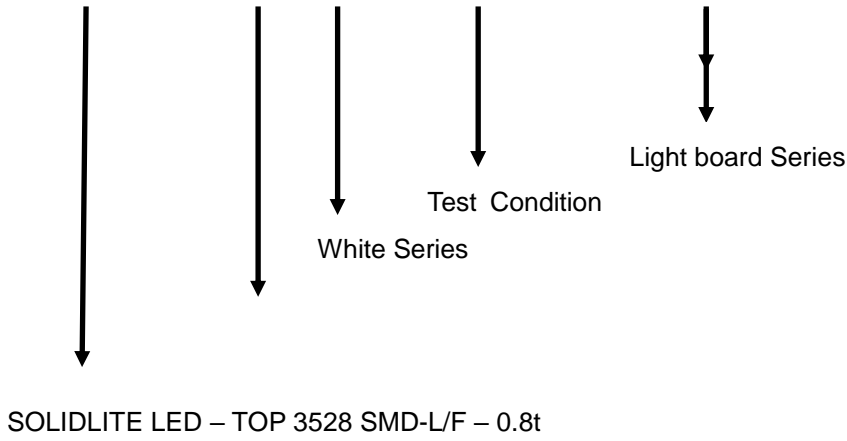 Light board Series
Test Condition
White Series
SOLIDLITE LED – TOP 3528 SMD-L/F – 0.8t